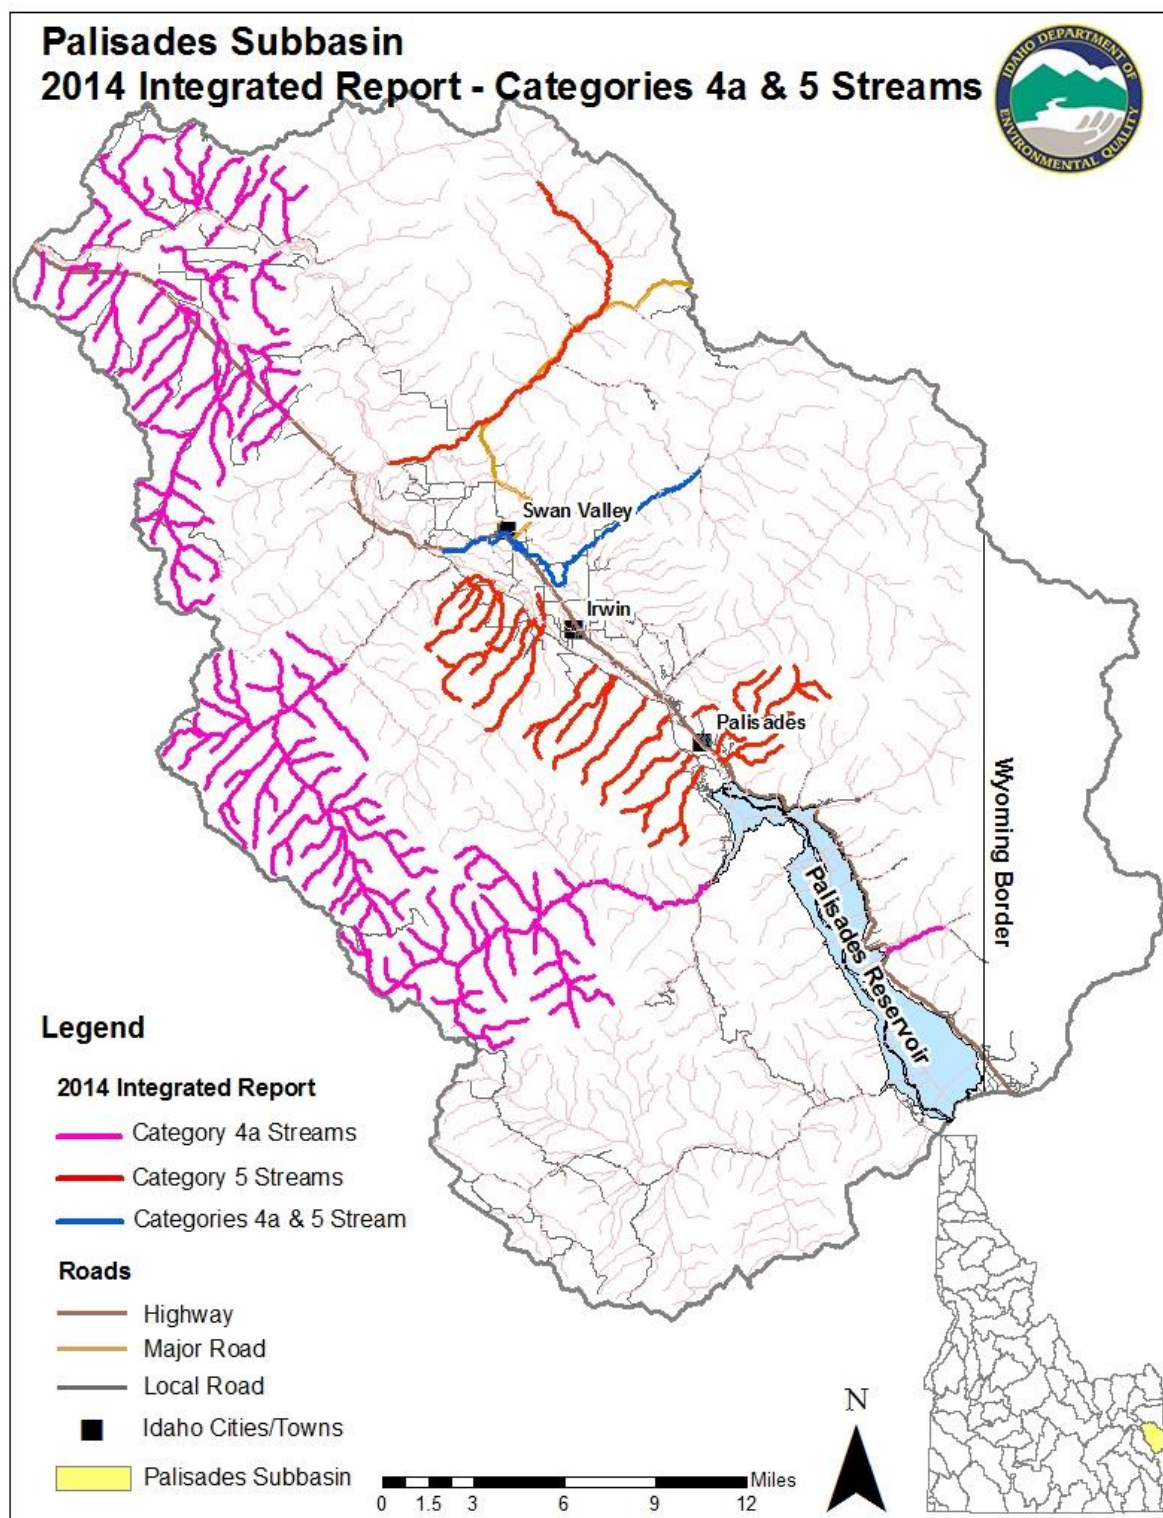 Palisades Subbasin
2014 Integrated Report - Categories 4a & 5 Streams
IDAHO DEPARTMENT OF
ENVIRONMENTAL QUALITY
Swan Valley
Irwin
Palisades
Wyoming Border
Palisades Reservoir
Legend
2014 Integrated Report
Category 4a Streams
Category 5 Streams
Categories 4a & 5 Stream
Roads
Highway
Major Road
Local Road
Idaho Cities/Towns
Palisades Subbasin
Miles
0 1.5 3 6 9 12
N